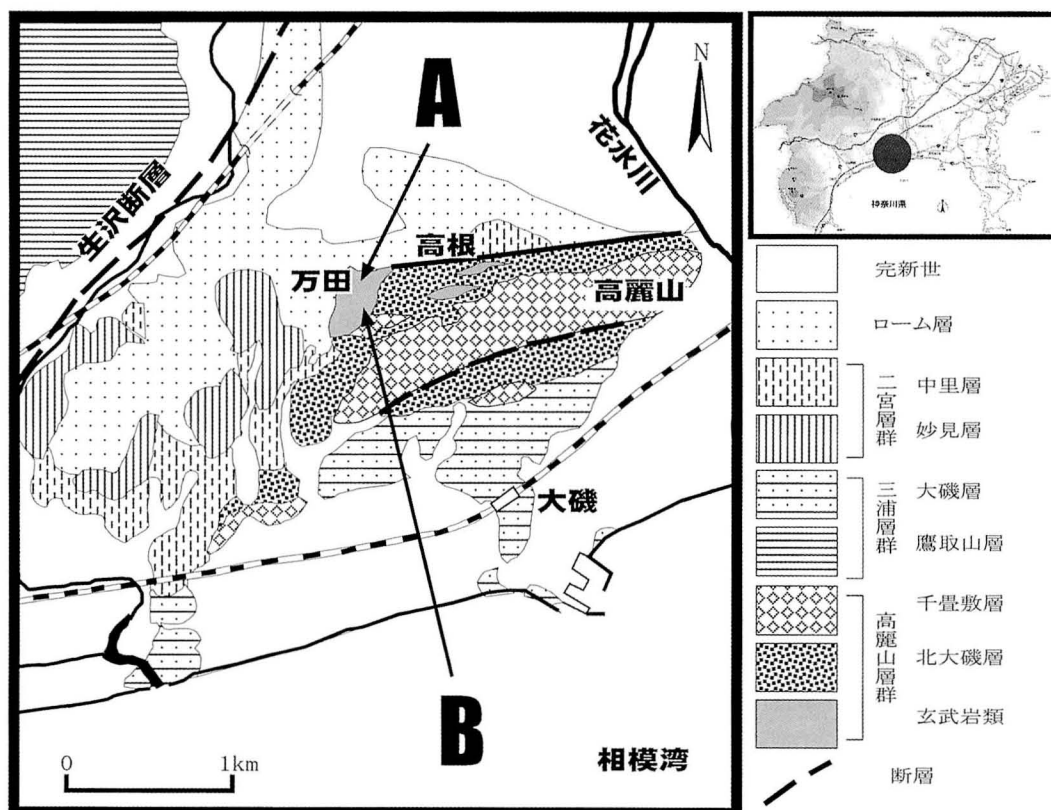 A
N
花水川
生沢断層
高根
万田
高麗山
大磯
B
0 1km
相模湾
神奈川県
完新世
ローム層
二宮層群
中里層
妙見層
三浦層群
大磯層
鷹取山層
高麗山層群
千畳敷層
北大磯層
玄武岩類
断層